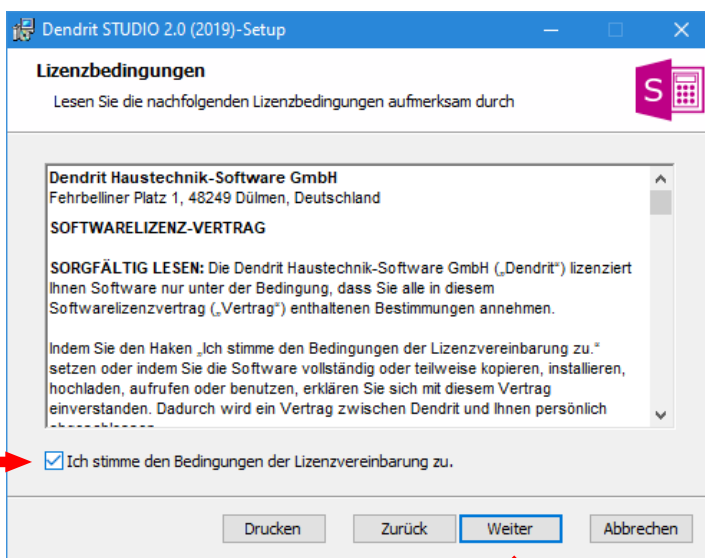 Dendrit STUDIO 2.0 (2019)-Setup
Lizenzbedingungen
Lesen Sie die nachfolgenden Lizenzbedingungen aufmerksam durch
S
Dendrit Haustechnik-Software GmbH
Fehrbelliner Platz 1, 48249 Dülmen, Deutschland
SOFTWARELIZENZ-VERTRAG
SORGFÄLTIG LESEN: Die Dendrit Haustechnik-Software GmbH („Dendrit“) lizenziert
Ihnen Software nur unter der Bedingung, dass Sie alle in diesem
Softwarelizenzvertrag („Vertrag“) enthaltenen Bestimmungen annehmen.
Indem Sie den Haken „Ich stimme den Bedingungen der Lizenzvereinbarung zu.“
setzen oder indem Sie die Software vollständig oder teilweise kopieren, installieren,
hochladen, aufrufen oder benutzen, erklären Sie sich mit diesem Vertrag
einverstanden. Dadurch wird ein Vertrag zwischen Dendrit und Ihnen persönlich
Ich stimme den Bedingungen der Lizenzvereinbarung zu.
Drucken Zurück Weiter Abbrechen